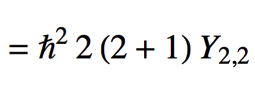 = ℏ² 2 (2 + 1) Y₂,₂